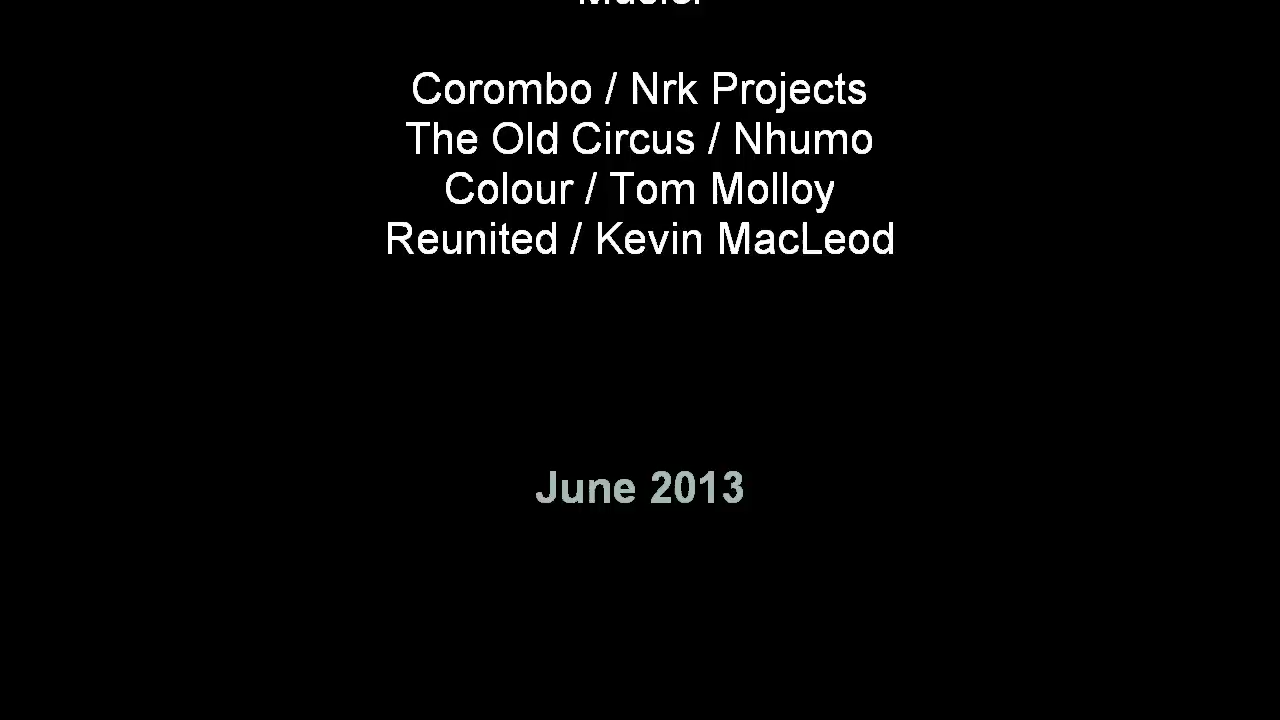 Corombo / Nrk Projects
The Old Circus / Nhumo
Colour / Tom Molloy
Reunited / Kevin MacLeod
June 2013